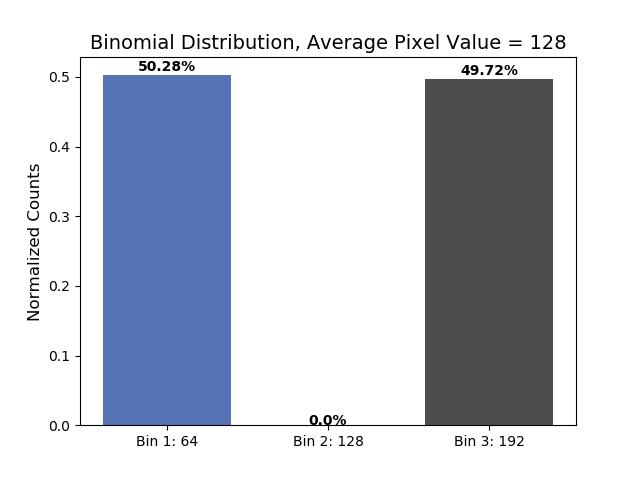 Binomial Distribution, Average Pixel Value = 128
50.28%
49.72%
0.0%
Normalized Counts
0.5
0.4
0.3
0.2
0.1
0.0
Bin 1: 64
Bin 2: 128
Bin 3: 192